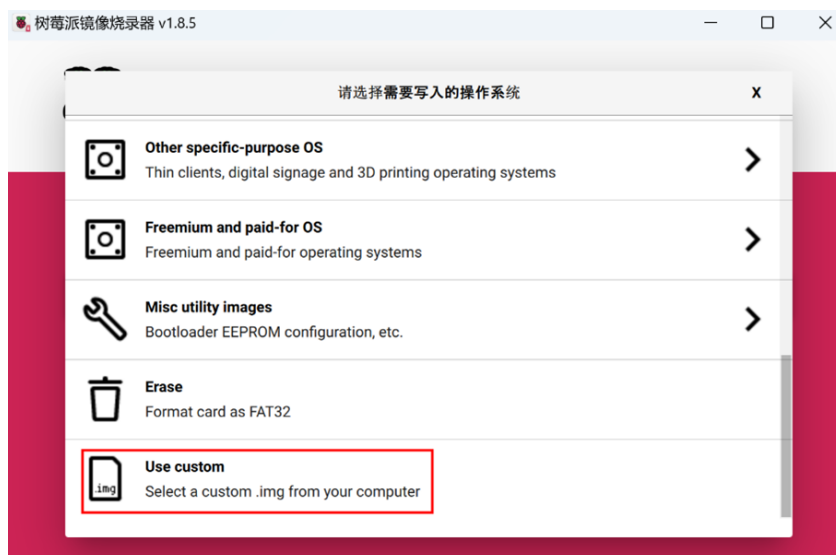 树莓派镜像烧录器 v1.8.5
请选择需要写入的操作系统
X
Other specific-purpose OS
Thin clients, digital signage and 3D printing operating systems
Freemium and paid-for OS
Freemium and paid-for operating systems
Misc utility images
Bootloader EEPROM configuration, etc.
Erase
Format card as FAT32
Use custom
.img
Select a custom .img from your computer